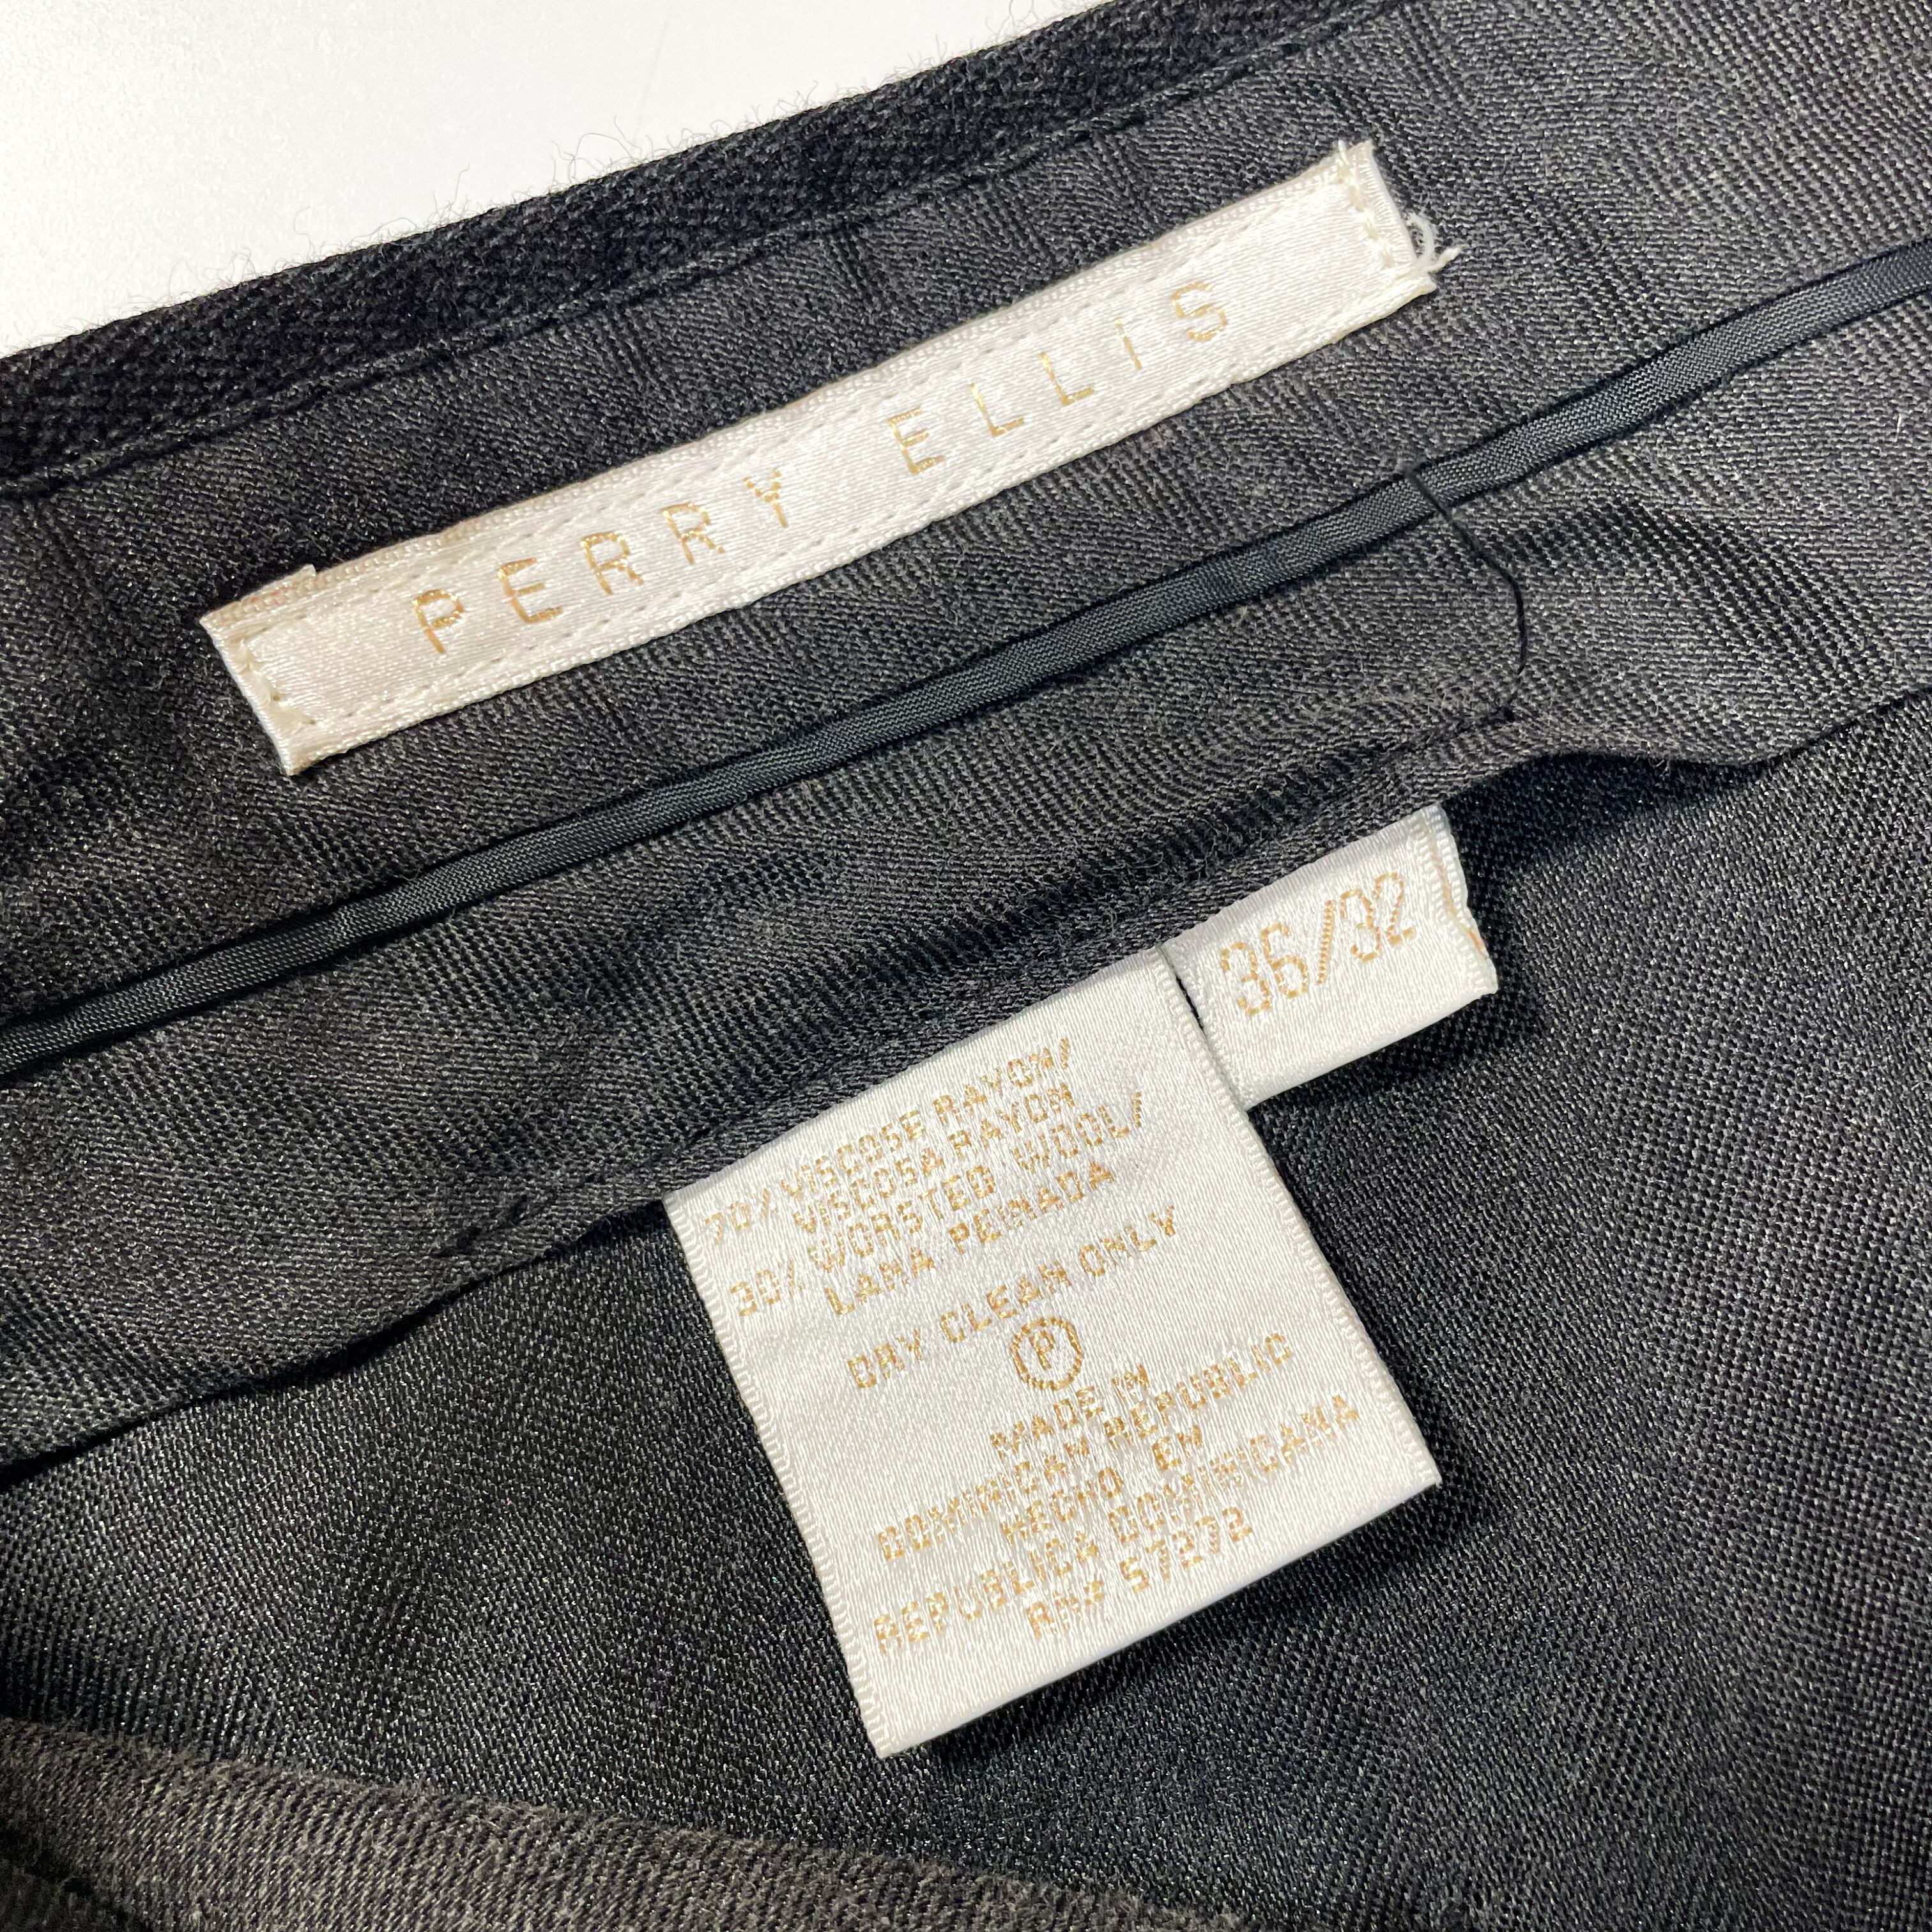 PERRY ELLIS
36/32
70% VISCOSE RAYON/
VISCOSA RAYON
30% WORSTED WOOL/
LANA PEINADA
DRY CLEAN ONLY
P
MADE IN
DOMINICAN REPUBLIC
HECHO EN
REPUBLICA DOMINICANA
RN# 57272